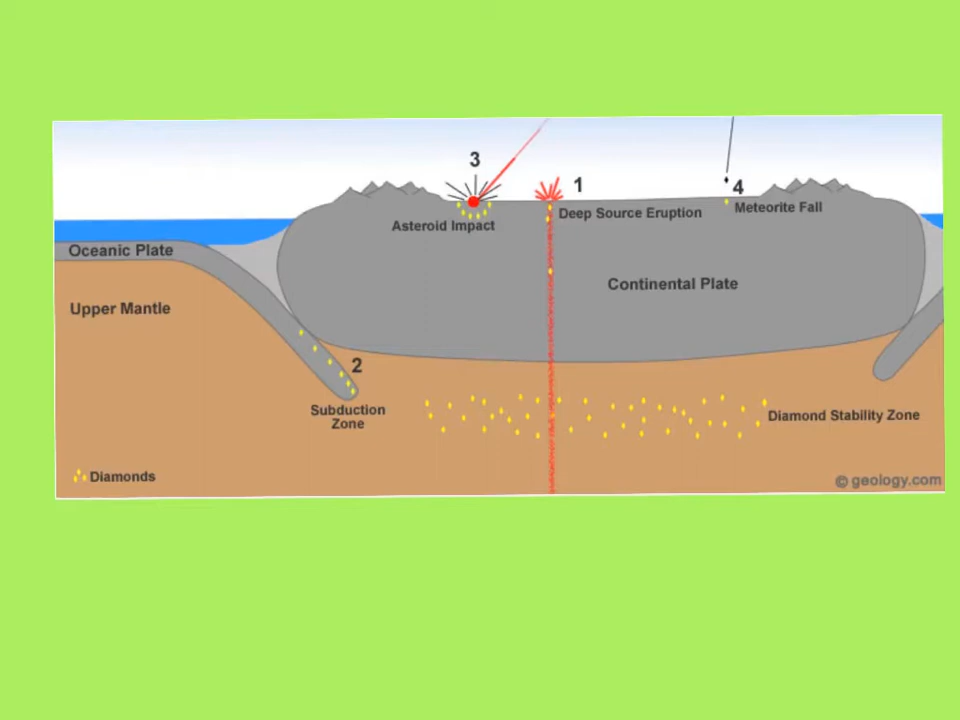 3
1
4
Deep Source Eruption
Meteorite Fall
Asteroid Impact
Oceanic Plate
Continental Plate
Upper Mantle
2
Subduction
Zone
Diamond Stability Zone
Diamonds
© geology.com